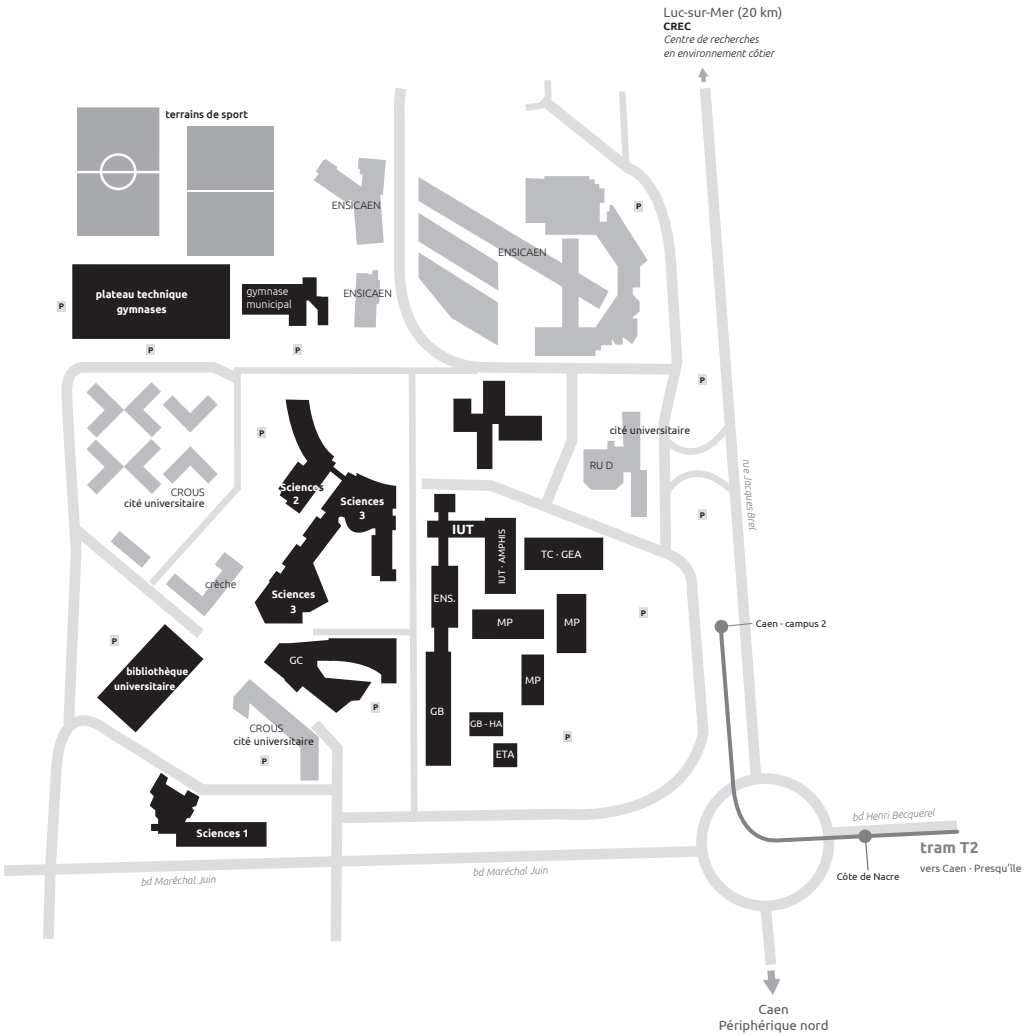 Luc-sur-Mer (20 km)
CREC
Centre de recherches
en environnement côtier
terrains de sport
ENSICAEN
P
ENSICAEN
plateau technique
gymnases
gymnase
municipal
ENSICAEN
P
P
P
P
cité universitaire
P
RU D
CROUS
cité universitaire
Sciences
2
Sciences
3
rue Jacques Brel
P
IUT
IUT · AMPHIS
TC · GEA
crèche
Sciences
3
ENS.
MP
MP
P
P
Caen · campus 2
bibliothèque
universitaire
GC
MP
P
GB
GB - HA
CROUS
cité universitaire
P
ETA
P
Sciences 1
bd Henri Becquerel
tram T2
vers Caen · Presqu'île
Côte de Nacre
bd Maréchal Juin
bd Maréchal Juin
Caen
Périphérique nord